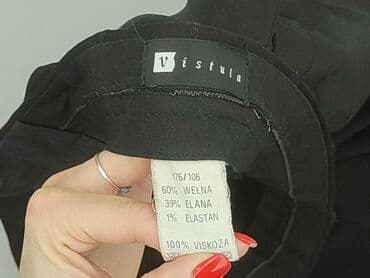 Vistula
176/106
60% WEŁNA
39% ELANA
1% ELASTAN
100% VISKOZA